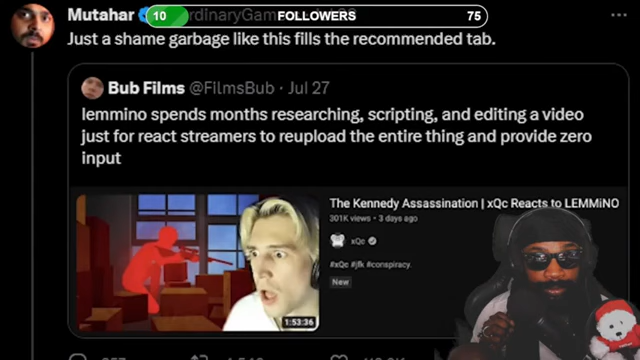 Mutahar
10 FOLLOWERS 75
Just a shame garbage like this fills the recommended tab.
Bub Films @FilmsBub · Jul 27
lemmino spends months researching, scripting, and editing a video
just for react streamers to reupload the entire thing and provide zero
input
The Kennedy Assassination | xQc Reacts to LEMMiNO
301K views • 3 days ago
xQc
#xQc #jfk #conspiracy.
New
1:53:36